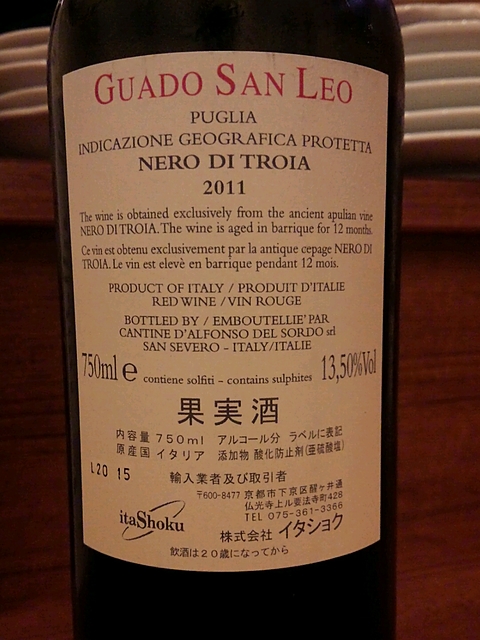 GUADO SAN LEO
PUGLIA
INDICAZIONE GEOGRAFICA PROTETTA
NERO DI TROIA
2011
The wine is obtained exclusively from the ancient apulian vine
NERO DI TROIA. The wine is aged in barrique for 12 months.
Ce vin est obtenu exclusivement par la antique cepage NERO DI
TROIA. Le vin est elevè en barrique pendant 12 mois.
PRODUCT OF ITALY / PRODUIT D'ITALIE
RED WINE / VIN ROUGE
BOTTLED BY / EMBOUTELLIE' PAR
CANTINE D'ALFONSO DEL SORDO srl
SAN SEVERO - ITALY/ITALIE
750ml e contiene solfiti - contains sulphites 13,50%Vol
果実酒
内容量 750ml アルコール分 ラベルに表記
原産国 イタリア 添加物 酸化防止剤(亜硫酸塩)
L20 15
輸入業者及び取引者
〒600-8477 京都市下京区醒ヶ井通
仏光寺上ル要法寺町428
TEL 075-361-3366
itaShoku 株式会社 イタショク
飲酒は20歳になってから